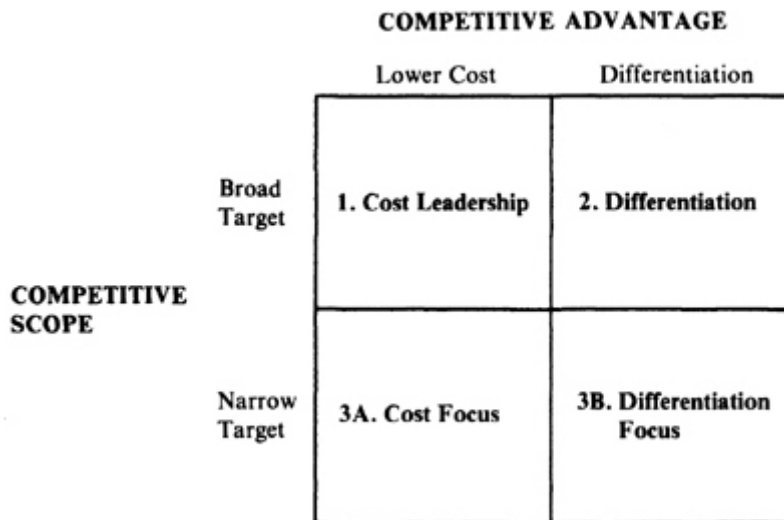 COMPETITIVE ADVANTAGE
Lower Cost
Differentiation
Broad
Target
1. Cost Leadership
2. Differentiation
COMPETITIVE
SCOPE
Narrow
Target
3A. Cost Focus
3B. Differentiation
Focus